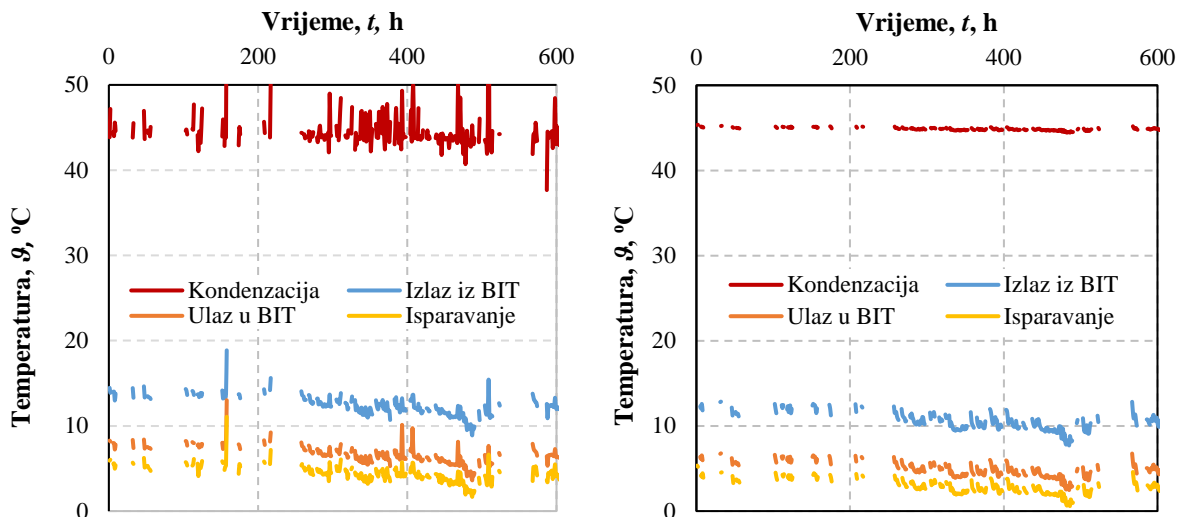 Vrijeme, t, h
0 200 400 600
50
40
30
20
10
0
Temperatura, ϑ, ºC
Kondenzacija Izlaz iz BIT
Ulaz u BIT Isparavanje
Vrijeme, t, h
0 200 400 600
50
40
30
20
10
0
Temperatura, ϑ, ºC
Kondenzacija Izlaz iz BIT
Ulaz u BIT Isparavanje